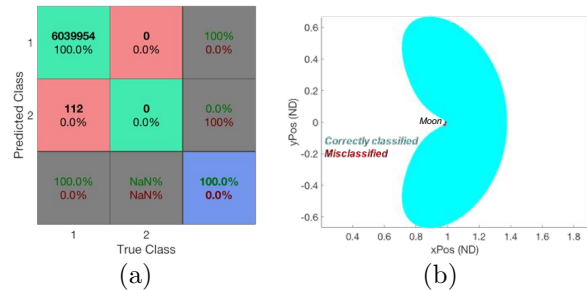 1
6039954
100.0%
0
0.0%
100%
0.0%
Predicted Class
2
112
0.0%
0
0.0%
0.0%
100%
100.0%
0.0%
NaN%
NaN%
100.0%
0.0%
1
2
True Class
(a)
0.6
0.4
0.2
0
-0.2
-0.4
-0.6
yPos (ND)
Moon
Correctly classified
Misclassified
0.4 0.6 0.8 1 1.2 1.4 1.6 1.8
xPos (ND)
(b)